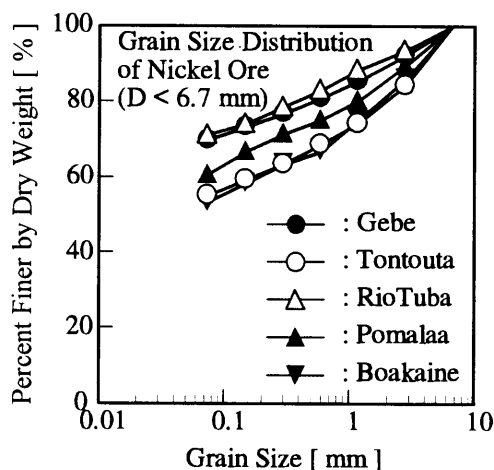 Percent Finer by Dry Weight [ % ]
100
80
60
40
20
0
Grain Size Distribution
of Nickel Ore
(D < 6.7 mm)
: Gebe
: Tontouta
: RioTuba
: Pomalaa
: Boakaine
0.01
0.1
1
10
Grain Size [ mm ]